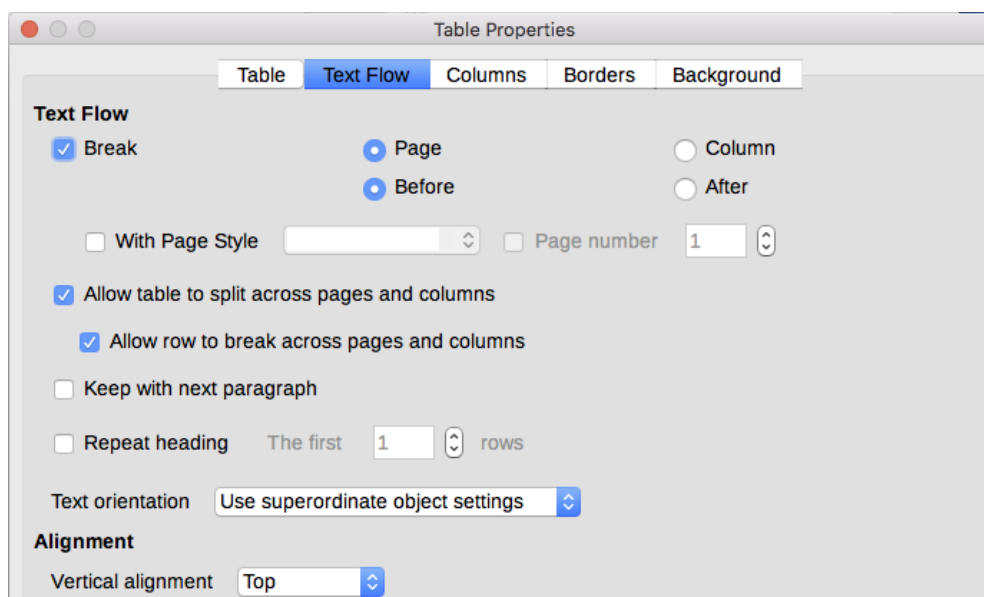 Table Properties
Table Text Flow Columns Borders Background
Text Flow
Break Page Column
Before After
With Page Style Page number 1
Allow table to split across pages and columns
Allow row to break across pages and columns
Keep with next paragraph
Repeat heading The first 1 rows
Text orientation Use superordinate object settings
Alignment
Vertical alignment Top